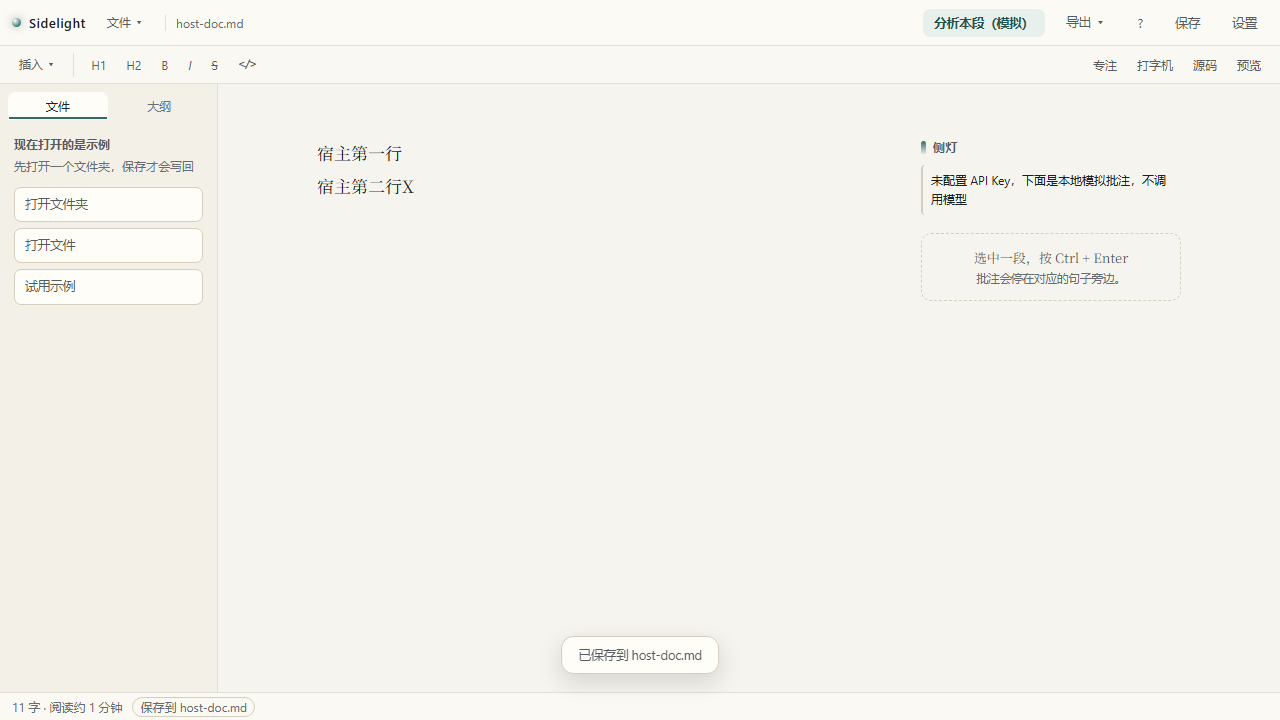 Sidelight 文件 ▾ host-doc.md 分析本段（模拟） 导出 ▾ ? 保存 设置
插入 ▾ H1 H2 B I S </> 专注 打字机 源码 预览
文件 大纲
现在打开的是示例
先打开一个文件夹，保存才会写回
打开文件夹
打开文件
试用示例
宿主第一行
宿主第二行X
侧灯
未配置 API Key，下面是本地模拟批注，不调
用模型
选中一段，按 Ctrl + Enter
批注会停在对应的句子旁边。
已保存到 host-doc.md
11 字 · 阅读约 1 分钟 保存到 host-doc.md